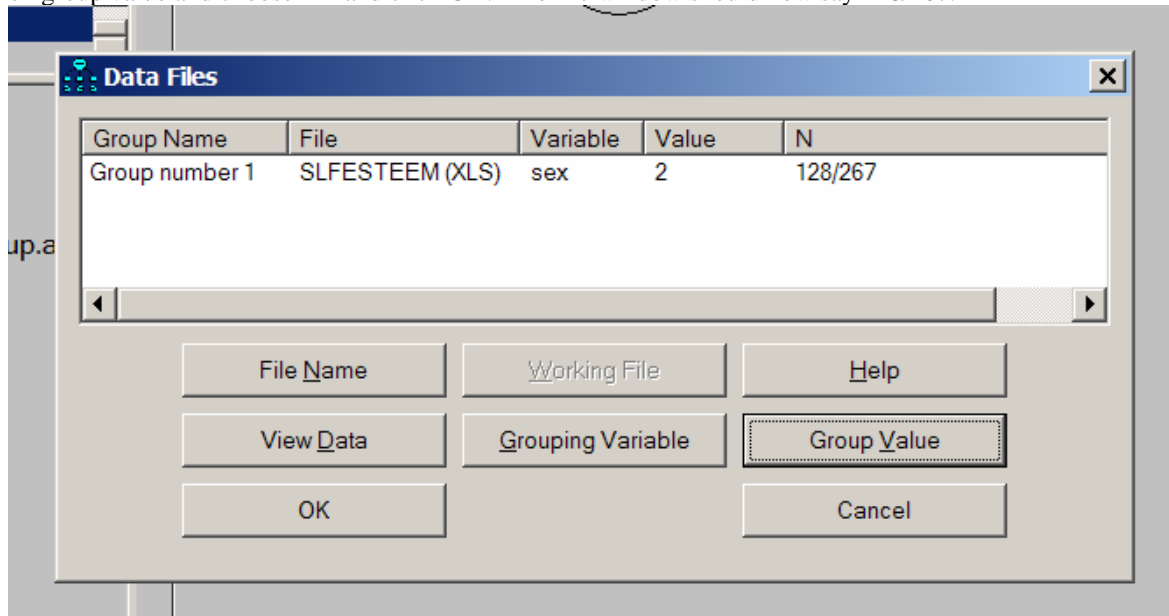 Data Files
Group Name File Variable Value N
Group number 1 SLFESTEEM (XLS) sex 2 128/267
up.a
File Name Working File Help
View Data Grouping Variable Group Value
OK Cancel